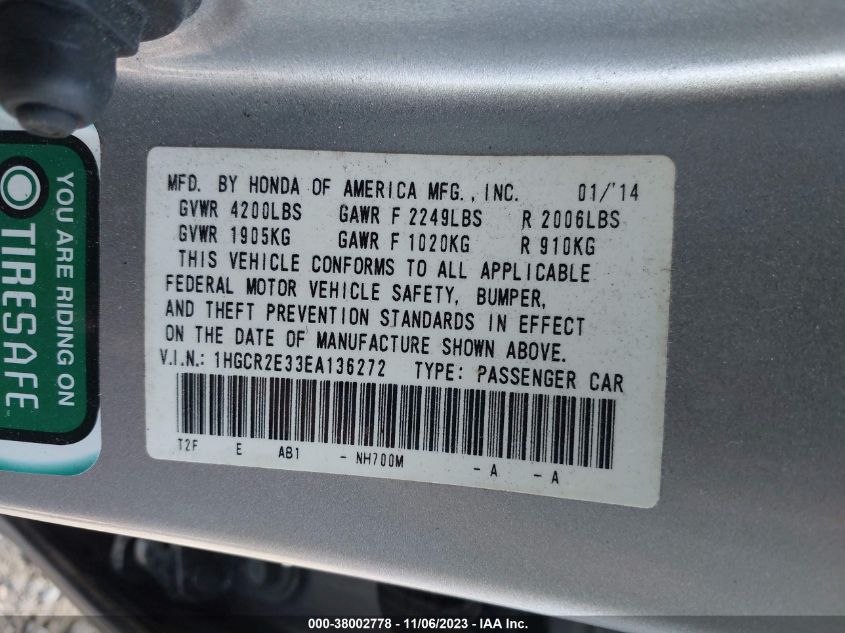 MFD. BY HONDA OF AMERICA MFG., INC. 01/'14
GVWR 4200LBS GAWR F 2249LBS R 2006LBS
GVWR 1905KG GAWR F 1020KG R 910KG
THIS VEHICLE CONFORMS TO ALL APPLICABLE
FEDERAL MOTOR VEHICLE SAFETY, BUMPER,
AND THEFT PREVENTION STANDARDS IN EFFECT
ON THE DATE OF MANUFACTURE SHOWN ABOVE.
V.I.N.: 1HGCR2E33EA136272 TYPE: PASSENGER CAR
T2F E AB1 - NH700M - A - A
YOU ARE RIDING ON
TIRESAFE
000-38002778 - 11/06/2023 - IAA Inc.